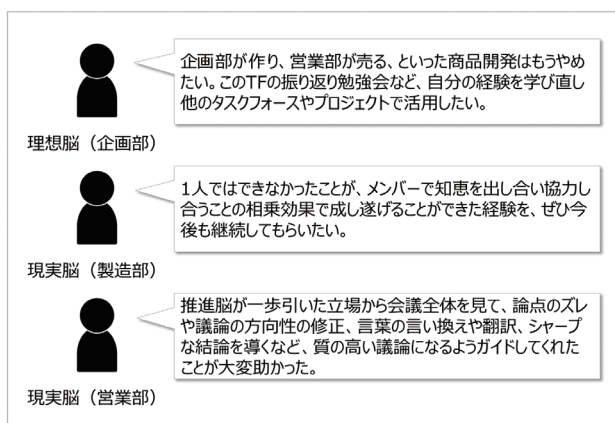 企画部が作り、営業部が売る、といった商品開発はもうやめ
たい。このTFの振り返り勉強会など、自分の経験を学び直し
他のタスクフォースやプロジェクトで活用したい。
理想脳（企画部）
1人ではできなかったことが、メンバーで知恵を出し合い協力し
合うことの相乗効果で成し遂げることができた経験を、ぜひ今
後も継続してもらいたい。
現実脳（製造部）
推進脳が一歩引いた立場から会議全体を見て、論点のズレ
や議論の方向性の修正、言葉の言い換えや翻訳、シャープ
な結論を導くなど、質の高い議論になるようガイドしてくれた
ことが大変助かった。
現実脳（営業部）